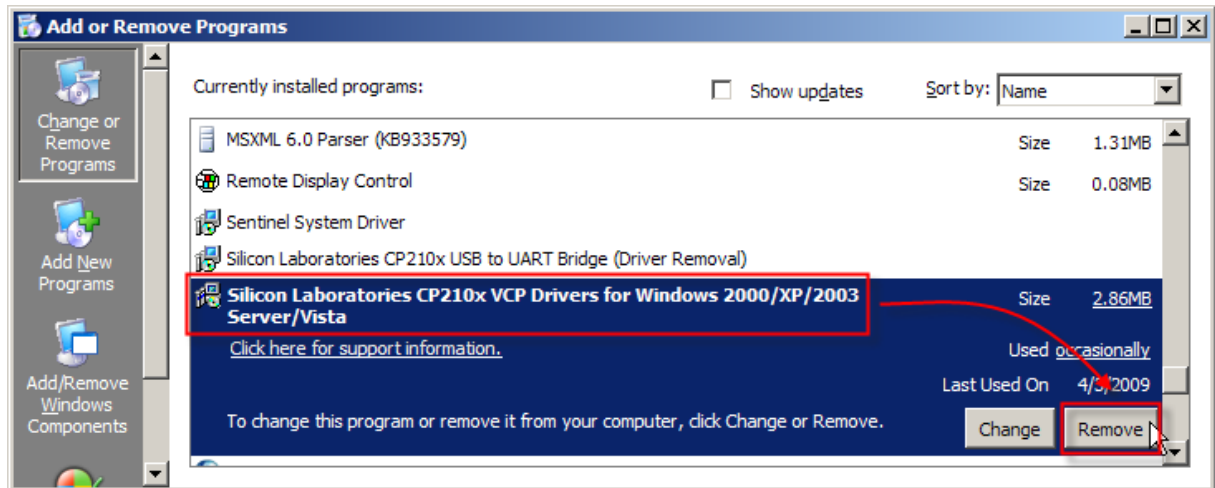 Add or Remove Programs
Change or
Remove
Programs
Add New
Programs
Add/Remove
Windows
Components
Currently installed programs:
Show updates
Sort by: Name
MSXML 6.0 Parser (KB933579) Size 1.31MB
Remote Display Control Size 0.08MB
Sentinel System Driver
Silicon Laboratories CP210x USB to UART Bridge (Driver Removal)
Silicon Laboratories CP210x VCP Drivers for Windows 2000/XP/2003 Size 2.86MB
Server/Vista
Click here for support information. Used occasionally
Last Used On 4/3/2009
To change this program or remove it from your computer, click Change or Remove. Change Remove